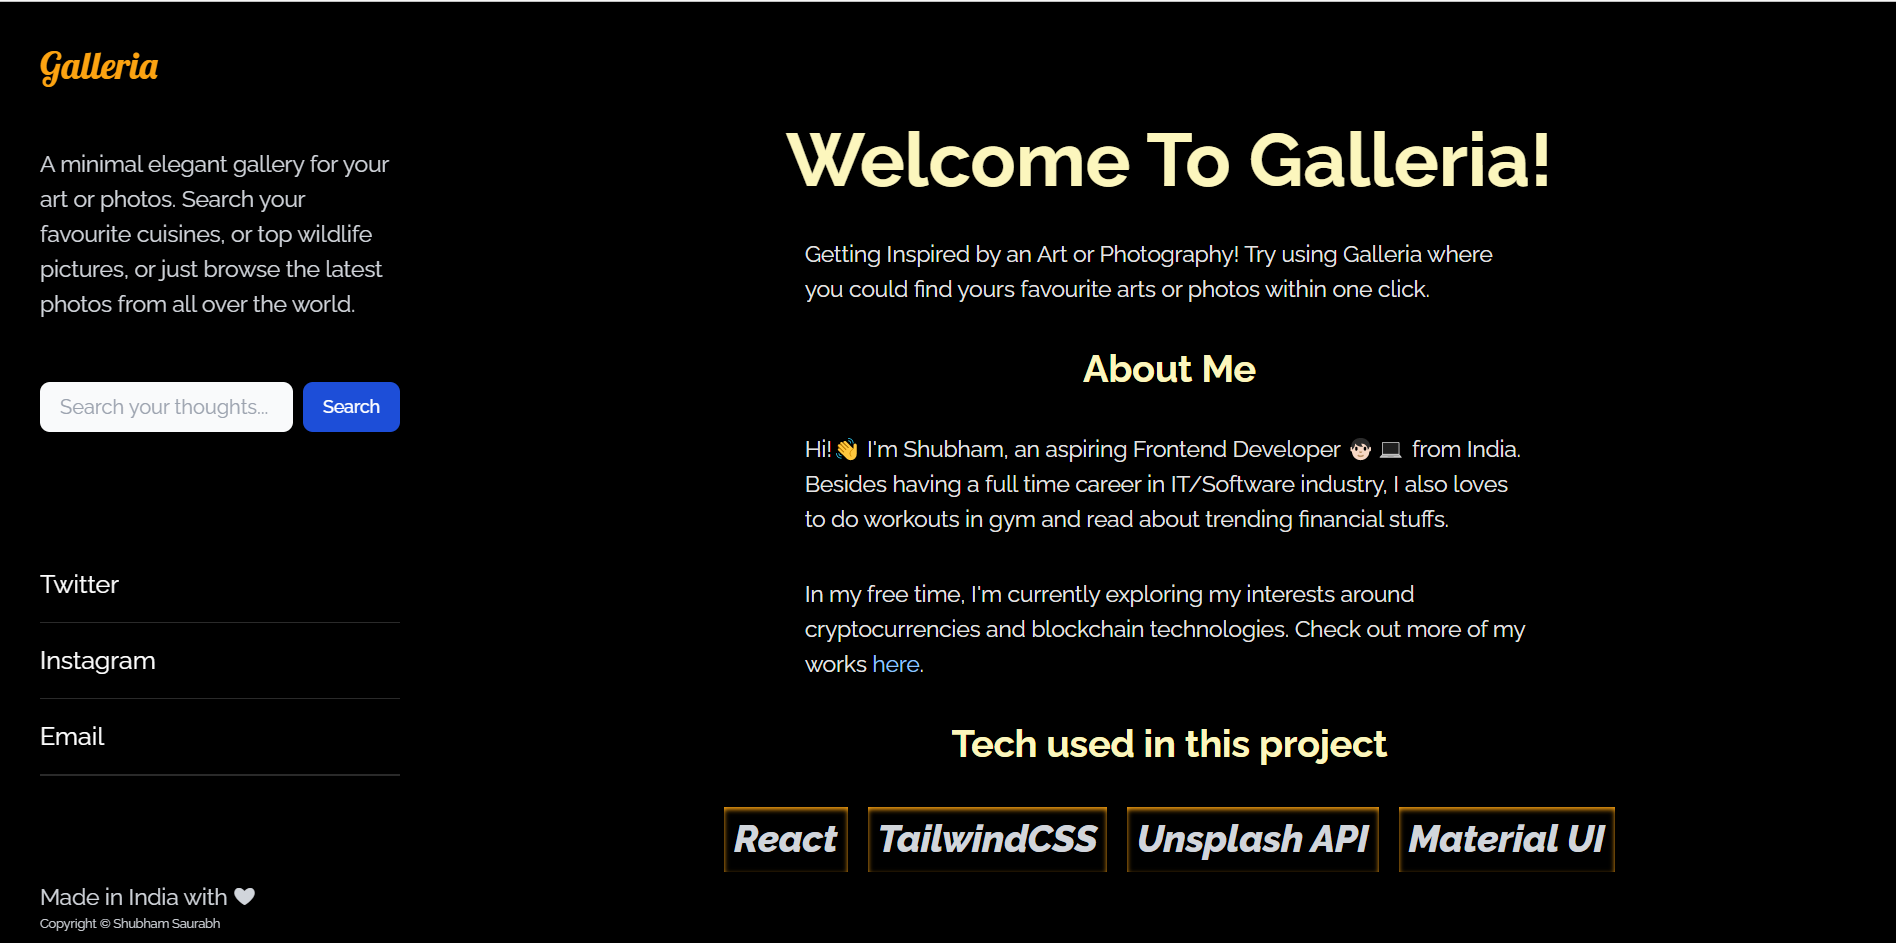 Galleria
A minimal elegant gallery for your
art or photos. Search your
favourite cuisines, or top wildlife
pictures, or just browse the latest
photos from all over the world.
Search your thoughts...
Search
Twitter
Instagram
Email
Made in India with 🤍
Copyright © Shubham Saurabh
Welcome To Galleria!
Getting Inspired by an Art or Photography! Try using Galleria where
you could find yours favourite arts or photos within one click.
About Me
Hi!👋 I'm Shubham, an aspiring Frontend Developer 👦🏻 💻 from India.
Besides having a full time career in IT/Software industry, I also loves
to do workouts in gym and read about trending financial stuffs.
In my free time, I'm currently exploring my interests around
cryptocurrencies and blockchain technologies. Check out more of my
works here.
Tech used in this project
React
TailwindCSS
Unsplash API
Material UI